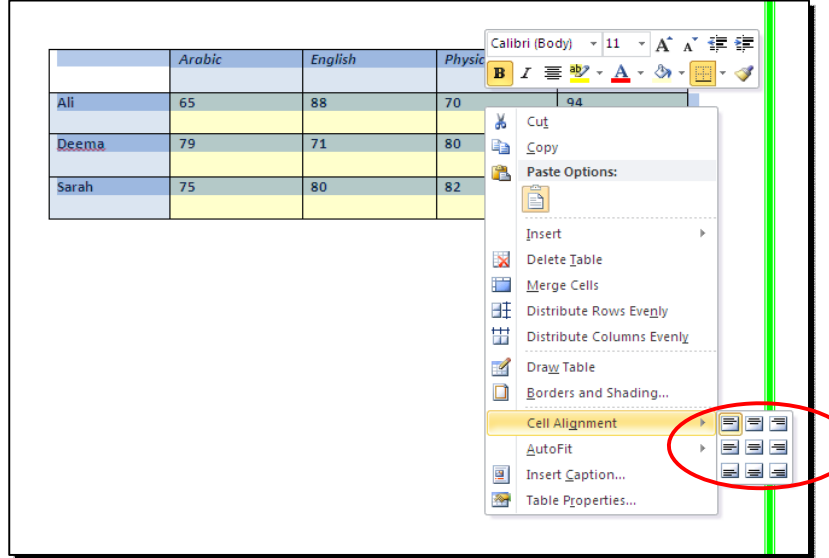 Calibri (Body) 11 A A
B I ab A
Arabic English Physic
Ali 65 88 70 94
Deema 79 71 80
Sarah 75 80 82
Cut
Copy
Paste Options:
Insert
Delete Table
Merge Cells
Distribute Rows Evenly
Distribute Columns Evenly
Draw Table
Borders and Shading...
Cell Alignment
AutoFit
Insert Caption...
Table Properties...